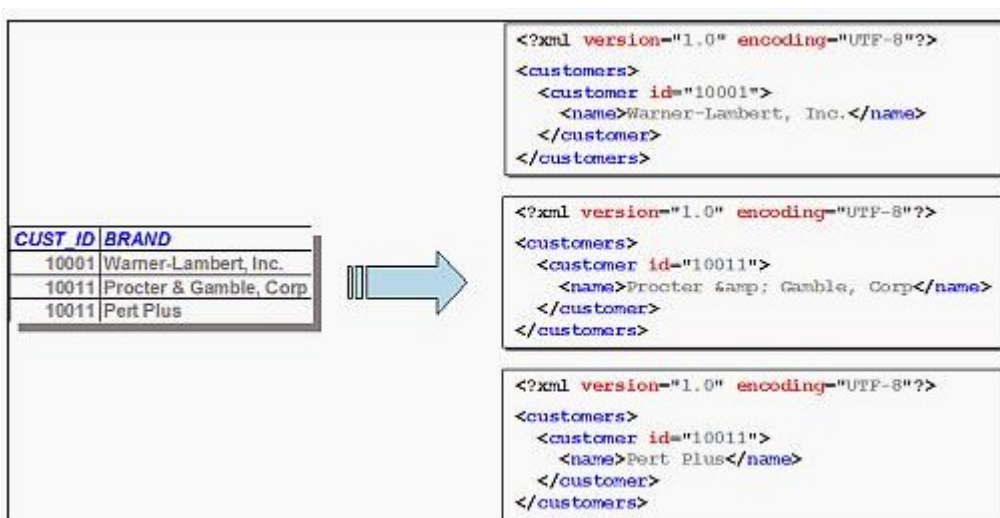 CUST_ID BRAND
10001 Warner-Lambert, Inc.
10011 Procter & Gamble, Corp
10011 Pert Plus
<?xml version="1.0" encoding="UTF-8"?>
<customers>
<customer id="10001">
<name>Warner-Lambert, Inc.</name>
</customer>
</customers>
<?xml version="1.0" encoding="UTF-8"?>
<customers>
<customer id="10011">
<name>Procter &amp; Gamble, Corp</name>
</customer>
</customers>
<?xml version="1.0" encoding="UTF-8"?>
<customers>
<customer id="10011">
<name>Pert Plus</name>
</customer>
</customers>